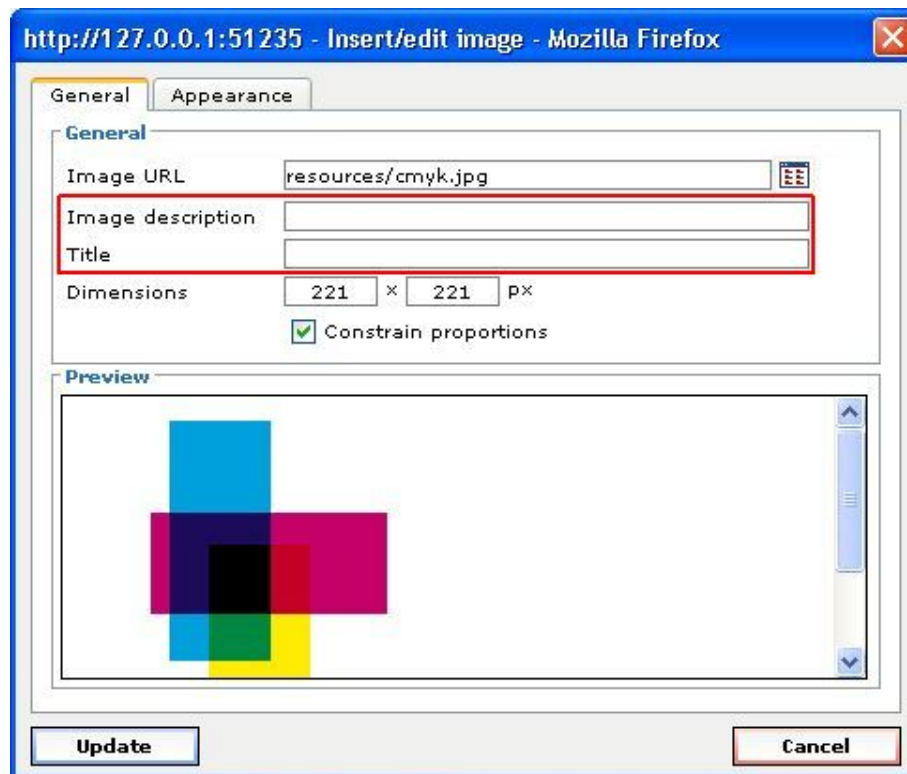 http://127.0.0.1:51235 - Insert/edit image - Mozilla Firefox
General Appearance
General
Image URL resources/cmyk.jpg
Image description
Title
Dimensions 221 x 221 px
Constrain proportions
Preview
Update Cancel